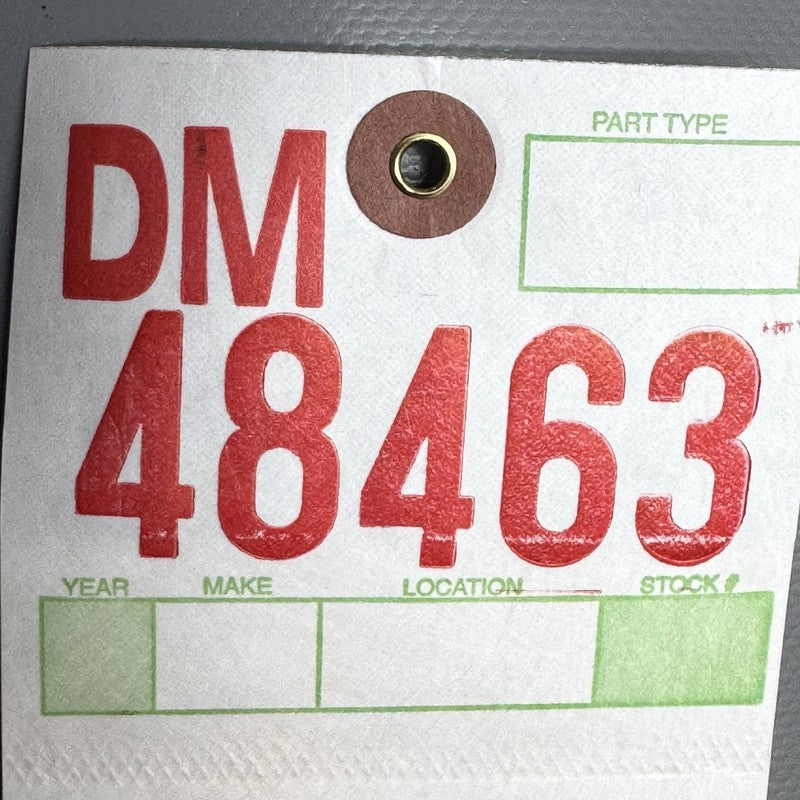 PART TYPE
DM
48463
YEAR MAKE LOCATION STOCK #